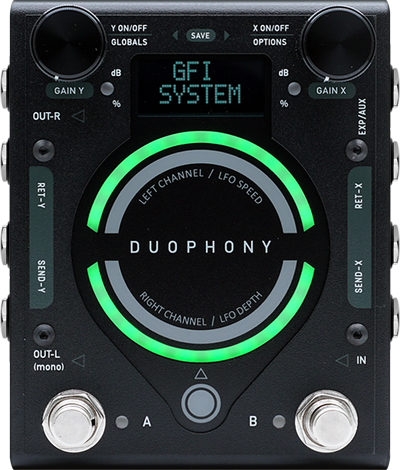 Y ON/OFF
GLOBALS
SAVE
X ON/OFF
OPTIONS
GFI
SYSTEM
dB
%
dB
%
GAIN Y
GAIN X
OUT-R
EXP/AUX
RET-Y
RET-X
LEFT CHANNEL / LFO SPEED
DUOPHONY
RIGHT CHANNEL / LFO DEPTH
SEND-Y
SEND-X
OUT-L
(mono)
IN
A
B